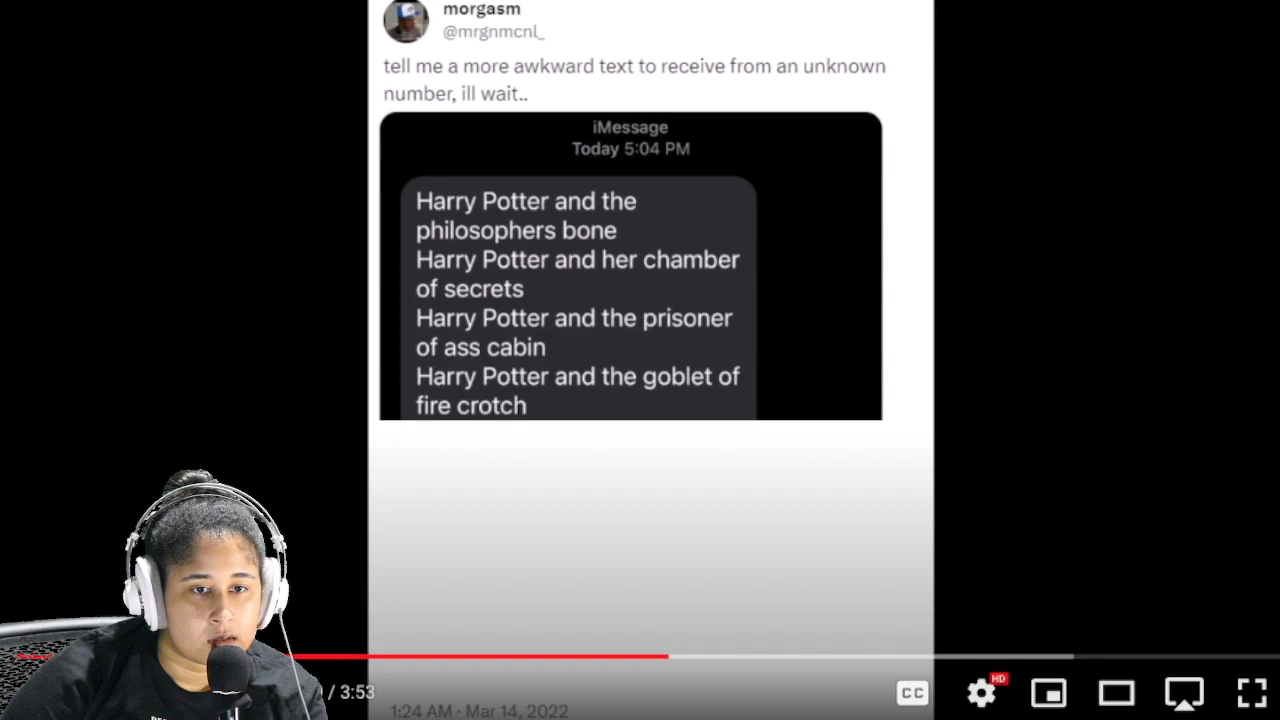 morgasm
@mrgnmcnl_
tell me a more awkward text to receive from an unknown
number, ill wait..
iMessage
Today 5:04 PM
Harry Potter and the
philosophers bone
Harry Potter and her chamber
of secrets
Harry Potter and the prisoner
of ass cabin
Harry Potter and the goblet of
fire crotch
/ 3:53
CC
HD
1:24 AM · Mar 14, 2022